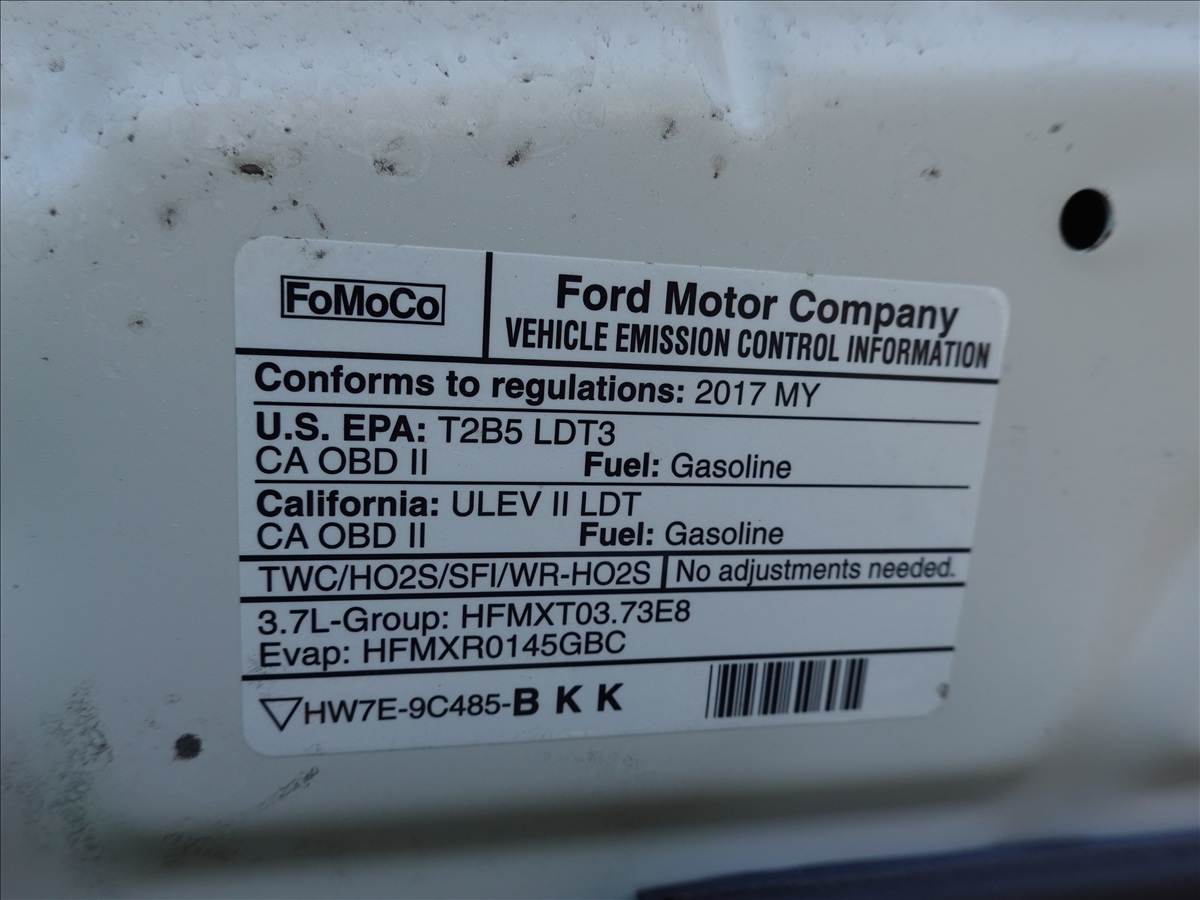 FoMoCo
Ford Motor Company
VEHICLE EMISSION CONTROL INFORMATION
Conforms to regulations: 2017 MY
U.S. EPA: T2B5 LDT3
CA OBD II Fuel: Gasoline
California: ULEV II LDT
CA OBD II Fuel: Gasoline
TWC/HO2S/SFI/WR-HO2S No adjustments needed.
3.7L-Group: HFMXT03.73E8
Evap: HFMXR0145GBC
HW7E-9C485-B K K